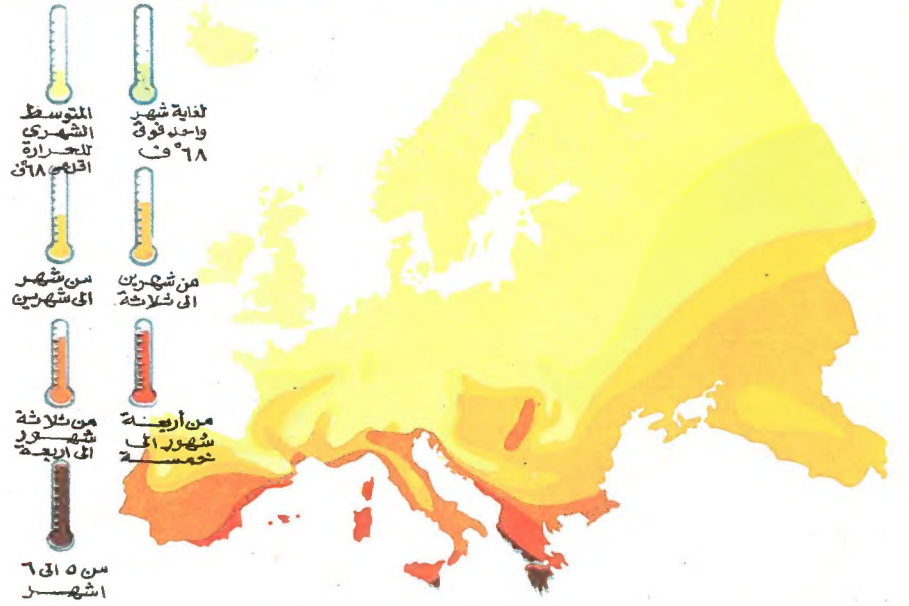 لغاية شهر
واحد فوق
٦٨° ف
المتوسط
الشهري
للحرارة
اقل من ٦٨°ف
من شهرين
الى ثلاثة
من شهر
الى شهرين
من أربعة
شهور الى
خمسة
من ثلاثة
شهور
الى اربعة
من ٥ الى ٦
اشهر